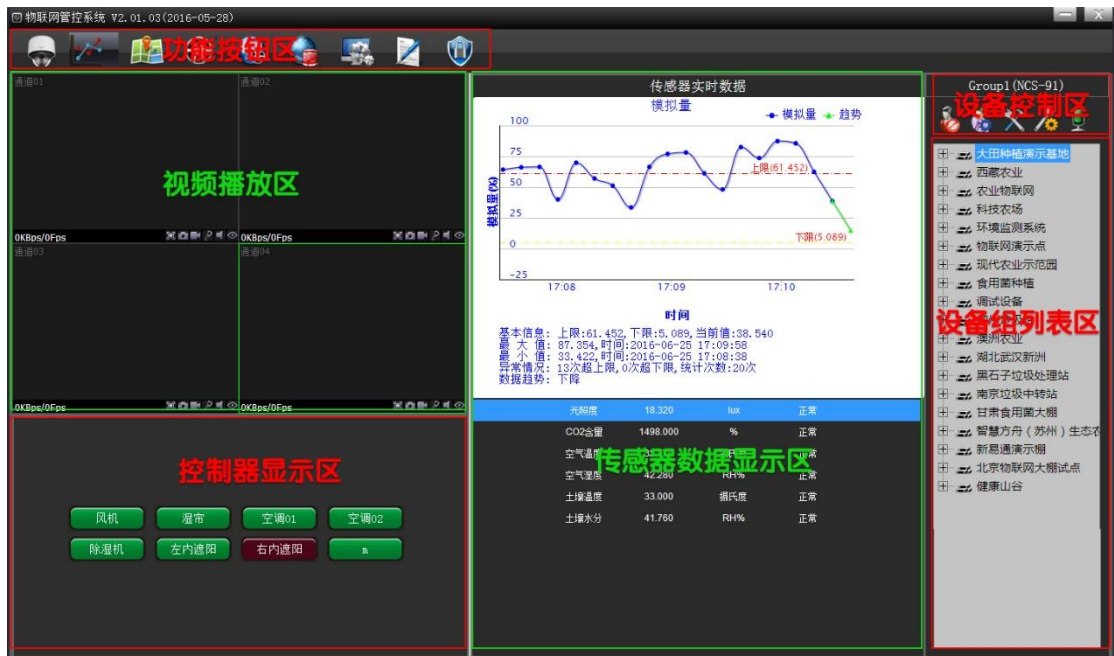 物联网管控系统 V2.01.03(2016-05-28)
功能按钮区
通道01
通道02
视频播放区
0KBps/0Fps
0KBps/0Fps
通道03
通道04
0KBps/0Fps
0KBps/0Fps
控制器显示区
风机
湿帘
空调01
空调02
除湿机
左内遮阳
右内遮阳
m
传感器实时数据
模拟量
模拟量
趋势
100
75
50
25
0
-25
模拟量(%)
上限(61.452)
下限(5.089)
17:08
17:09
17:10
时间
基本信息: 上限:61.452,下限:5.089,当前值:38.540
最 大 值: 87.354,时间:2016-06-25 17:09:58
最 小 值: 33.422,时间:2016-06-25 17:08:38
异常情况: 13次超上限,0次超下限,统计次数:20次
数据趋势: 下降
光照度 18.320 lux 正常
CO2含量 1498.000 % 正常
空气温度
传感器数据显示区
空气湿度 42.280 RH%
土壤温度 33.000 摄氏度 正常
土壤水分 41.760 RH% 正常
Group1(NCS-91)
设备控制区
大田种植演示基地
西藏农业
农业物联网
科技农场
环境监测系统
物联网演示点
现代农业示范园
食用菌种植
调试设备
设备组列表区
澳洲农业
湖北武汉新洲
黑石子垃圾处理站
南京垃圾中转站
甘肃食用菌大棚
智慧方舟(苏州)生态农
新易通演示棚
北京物联网大棚试点
健康山谷